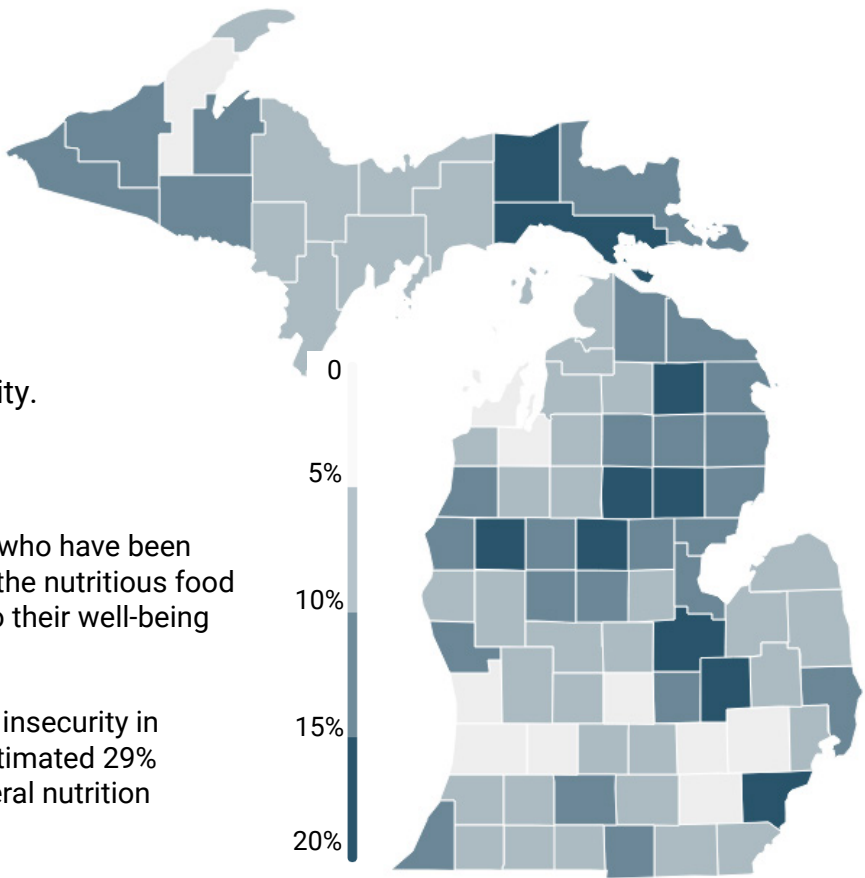 ity.
who have been
the nutritious food
o their well-being
insecurity in
timated 29%
eral nutrition
0
5%
10%
15%
20%